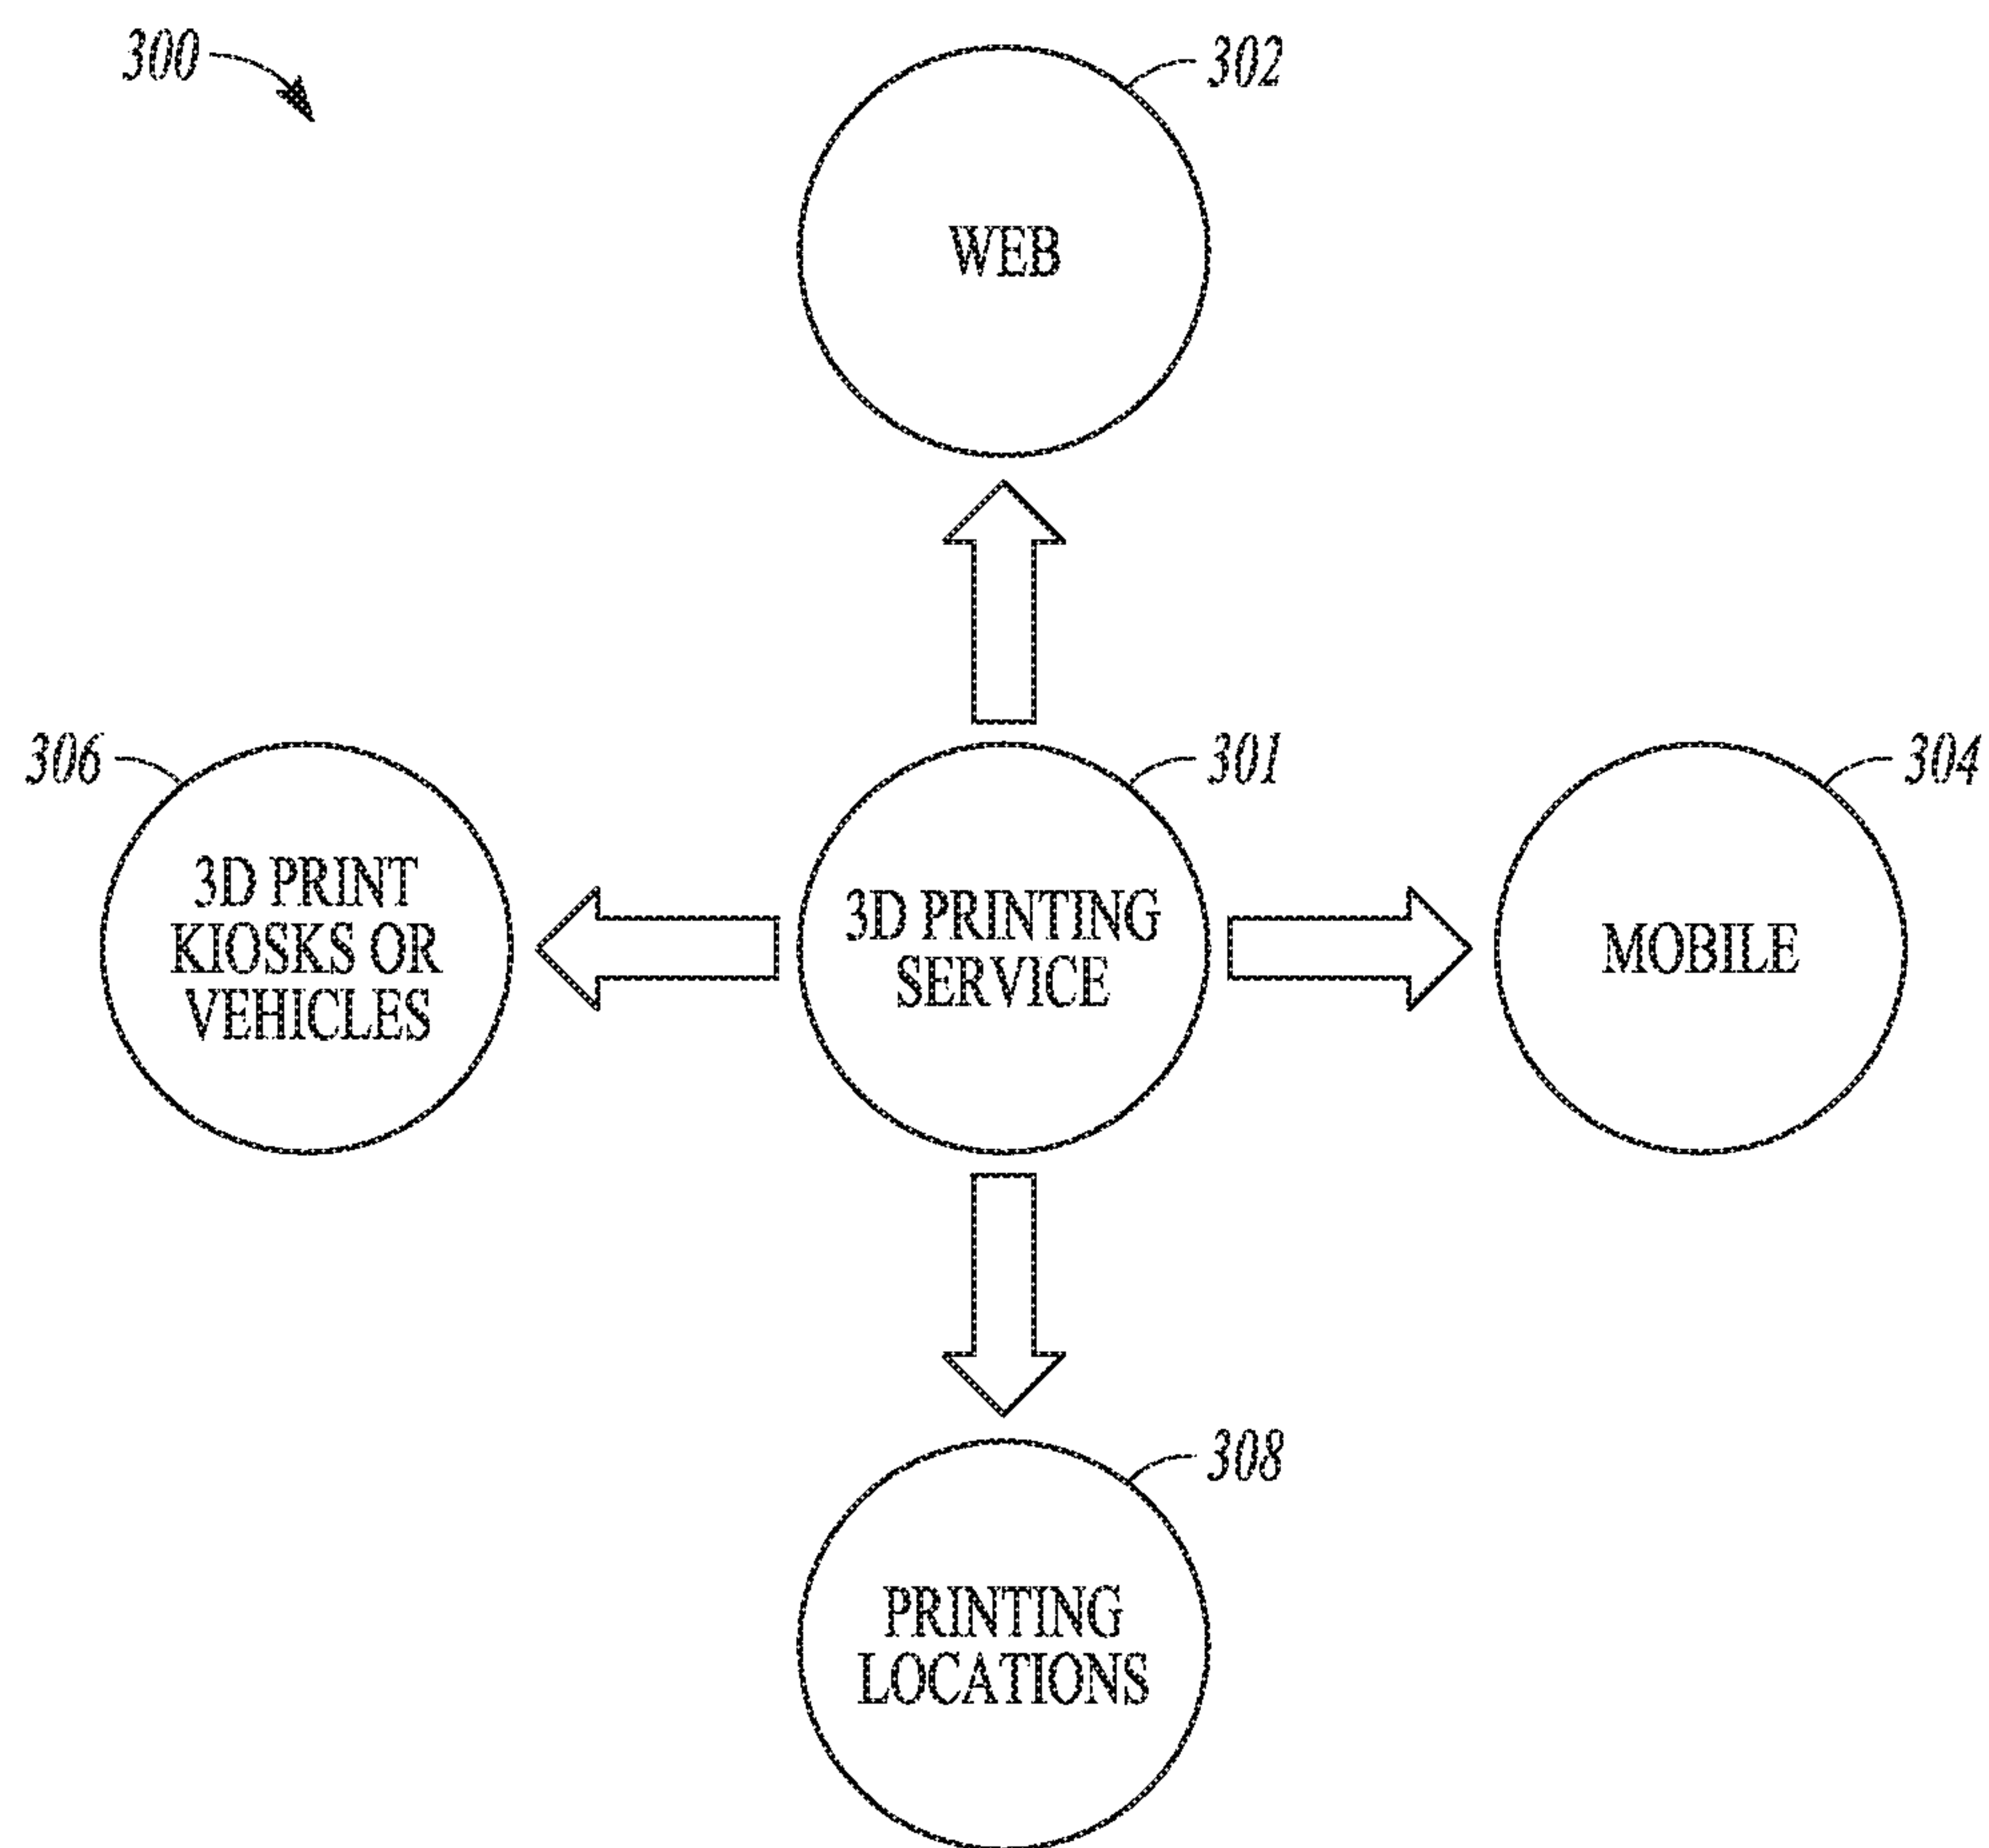 300
302
WEB
306
301
304
3D PRINT
KIOSKS OR
VEHICLES
3D PRINTING
SERVICE
MOBILE
308
PRINTING
LOCATIONS